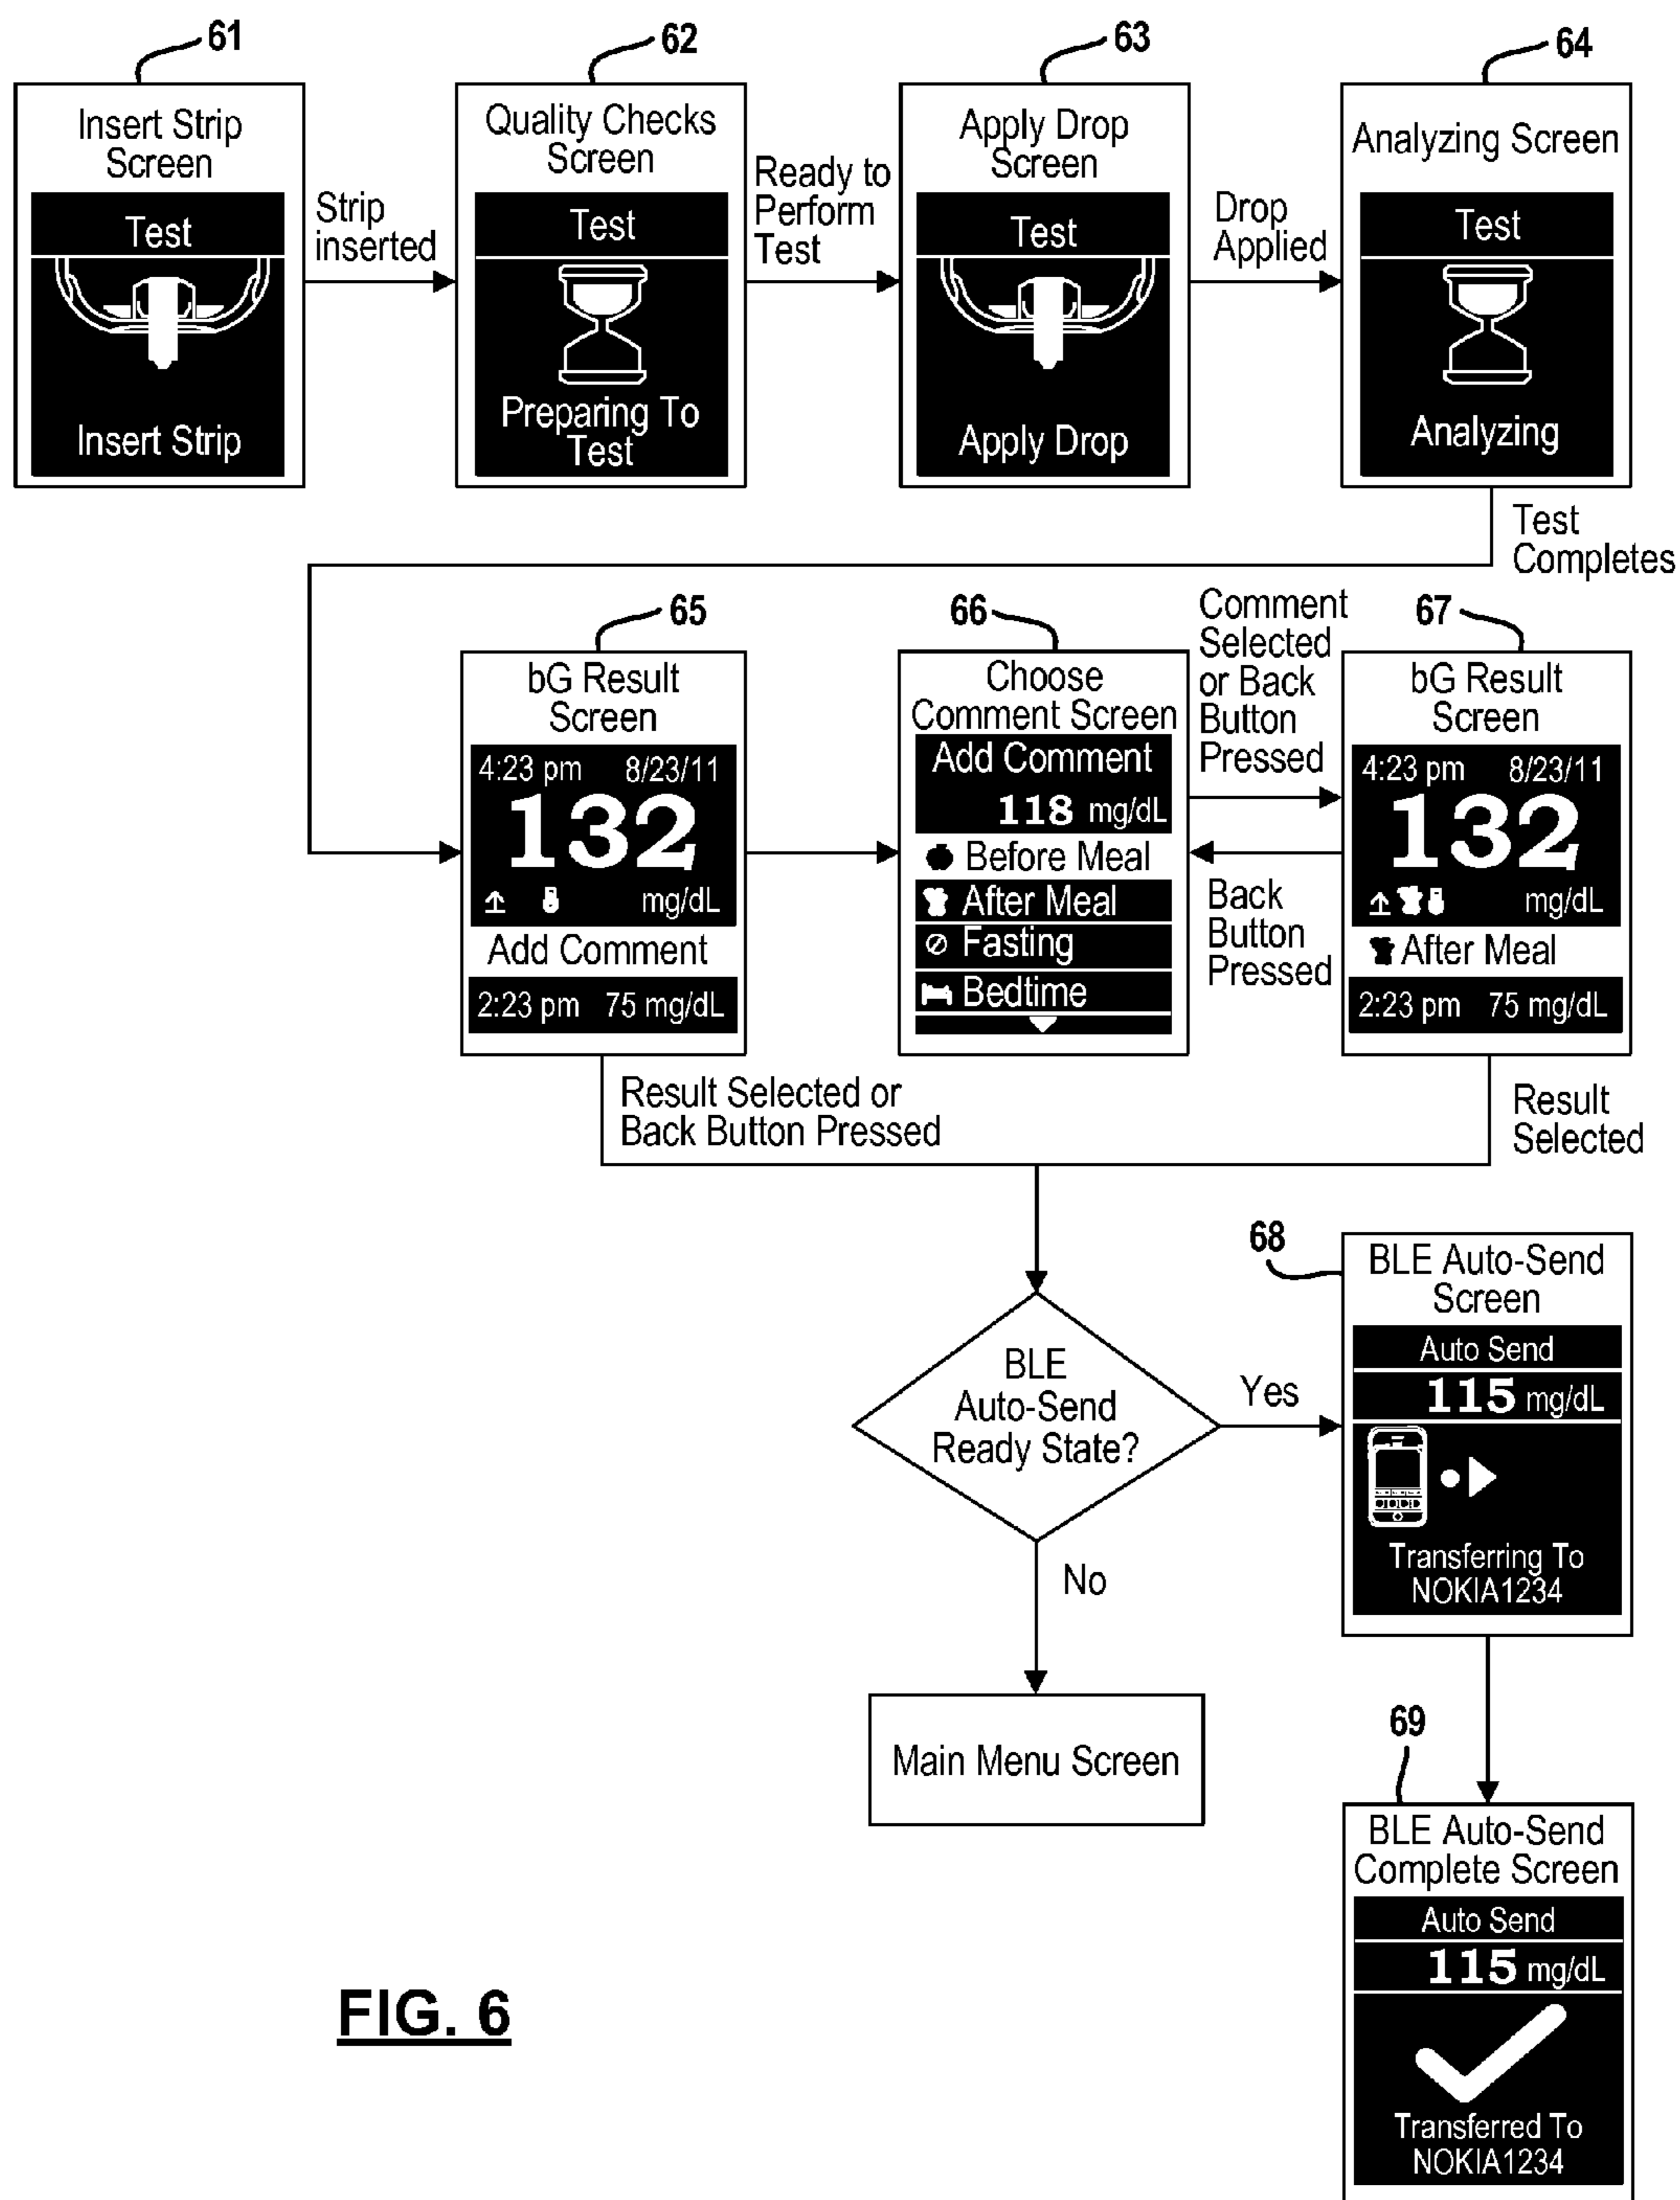 61
62
63
64
Insert Strip
Screen
Test
Insert Strip
Strip
inserted
Quality Checks
Screen
Test
Preparing To
Test
Ready to
Perform
Test
Apply Drop
Screen
Test
Apply Drop
Drop
Applied
Analyzing Screen
Test
Analyzing
Test
Completes
65
66
67
bG Result
Screen
4:23 pm 8/23/11
132
mg/dL
Add Comment
2:23 pm 75 mg/dL
Choose
Comment Screen
Add Comment
118 mg/dL
Before Meal
After Meal
Fasting
Bedtime
Comment
Selected
or Back
Button
Pressed
Back
Button
Pressed
bG Result
Screen
4:23 pm 8/23/11
132
mg/dL
After Meal
2:23 pm 75 mg/dL
Result Selected or
Back Button Pressed
Result
Selected
BLE
Auto-Send
Ready State?
Yes
No
Main Menu Screen
68
BLE Auto-Send
Screen
Auto Send
115 mg/dL
Transferring To
NOKIA1234
69
BLE Auto-Send
Complete Screen
Auto Send
115 mg/dL
Transferred To
NOKIA1234
FIG. 6